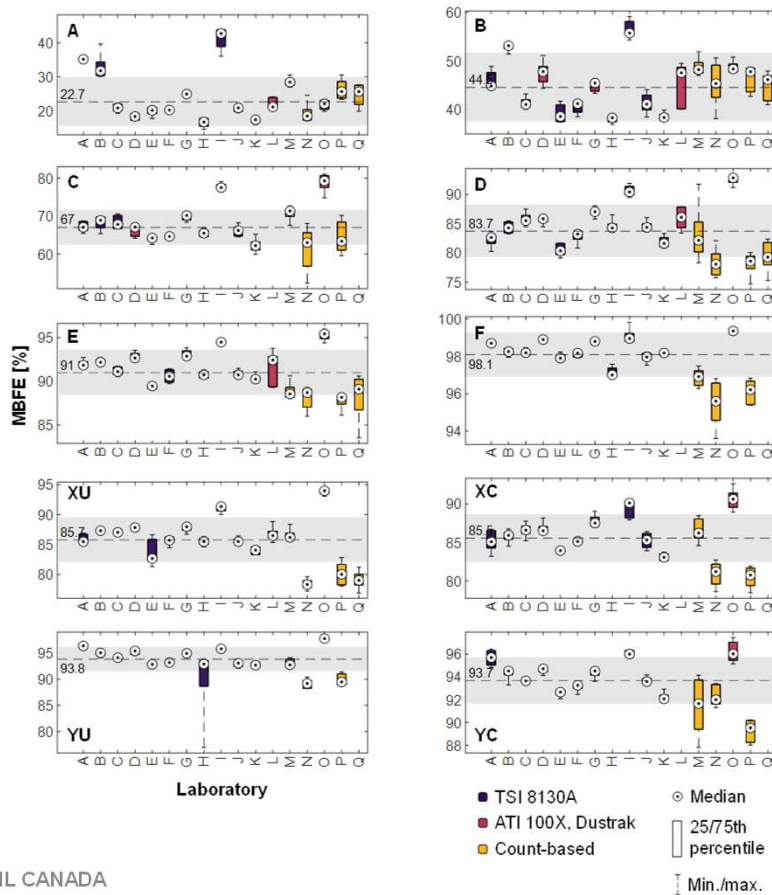 A
40
30
22.7
20
A B C D E F G H I J K L M N O P Q
B
60
50
44.
40
A B C D E F G H I J K L M N O P Q
C
80
70
67
60
A B C D E F G H I J K L M N O P Q
D
90
85
83.7
80
75
A B C D E F G H I J K L M N O P Q
E
95
91
90
85
A B C D E F G H I J K L M N O P Q
F
100
98
98.1
96
94
A B C D E F G H I J K L M N O P Q
MBFE [%]
XU
95
90
85.7
85
80
A B C D E F G H I J K L M N O P Q
XC
90
85.5
85
80
A B C D E F G H I J K L M N O P Q
95
93.8
90
85
80
YU
A B C D E F G H I J K L M N O P Q
96
94
93.7
92
90
88
YC
A B C D E F G H I J K L M N O P Q
Laboratory
TSI 8130A
ATI 100X, Dustrak
Count-based
Median
25/75th
percentile
Min./max.
IL CANADA